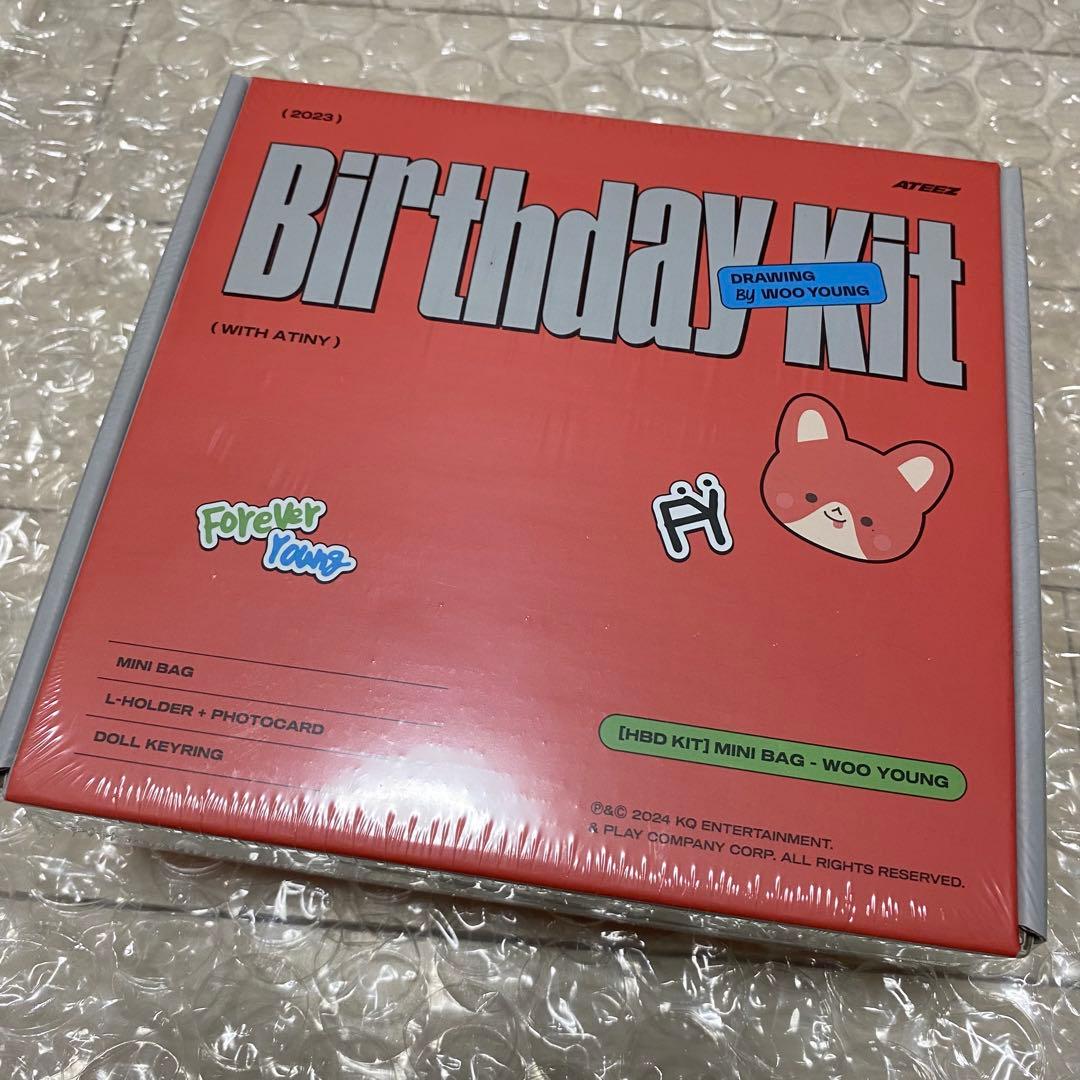 ( 2023 )
ATEEZ
Birthday Kit
DRAWING
By WOO YOUNG
( WITH ATINY )
Forever
Young
FY
MINI BAG
L-HOLDER + PHOTOCARD
DOLL KEYRING
[HBD KIT] MINI BAG - WOO YOUNG
℗&© 2024 KQ ENTERTAINMENT.
& PLAY COMPANY CORP. ALL RIGHTS RESERVED.